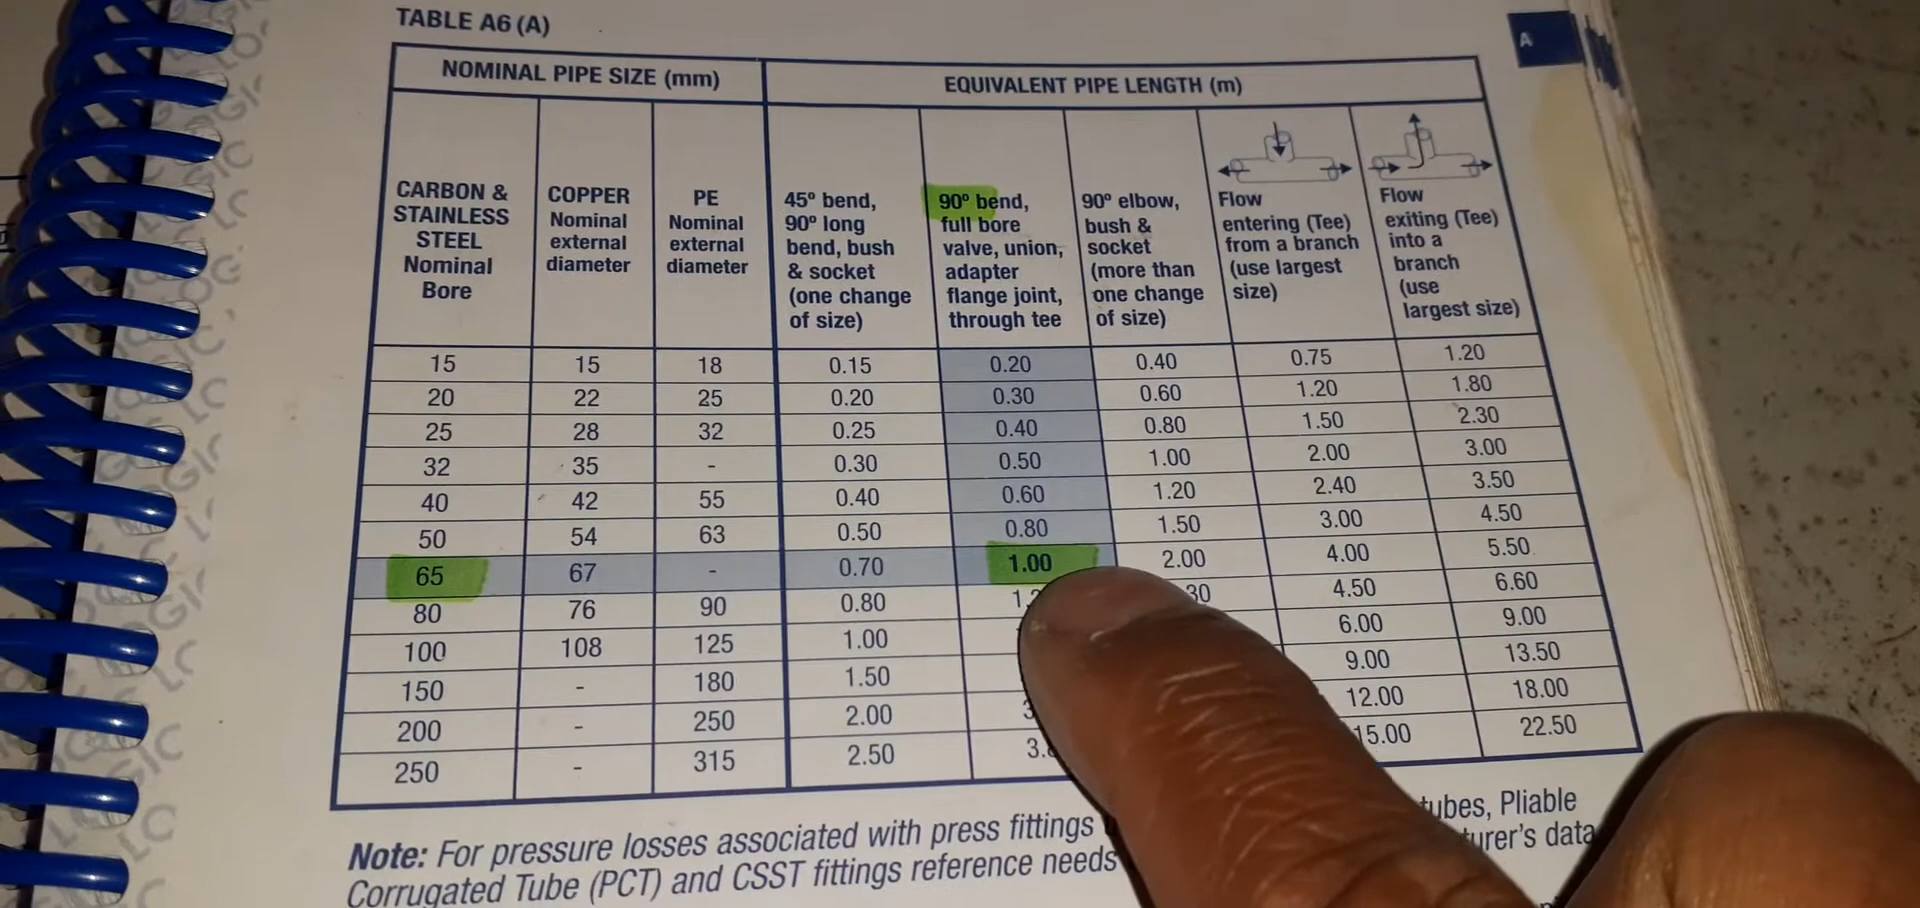 TABLE A6 (A)
A
NOMINAL PIPE SIZE (mm)
EQUIVALENT PIPE LENGTH (m)
CARBON &
STAINLESS
STEEL
Nominal
Bore
COPPER
Nominal
external
diameter
PE
Nominal
external
diameter
45º bend,
90º long
bend, bush
& socket
(one change
of size)
90º bend,
full bore
valve, union,
adapter
flange joint,
through tee
90º elbow,
bush &
socket
(more than
one change
of size)
Flow
entering (Tee)
from a branch
(use largest
size)
Flow
exiting (Tee)
into a
branch
(use
largest size)
15 15 18 0.15 0.20 0.40 0.75 1.20
20 22 25 0.20 0.30 0.60 1.20 1.80
25 28 32 0.25 0.40 0.80 1.50 2.30
32 35 - 0.30 0.50 1.00 2.00 3.00
40 42 55 0.40 0.60 1.20 2.40 3.50
50 54 63 0.50 0.80 1.50 3.00 4.50
65 67 - 0.70 1.00 2.00 4.00 5.50
80 76 90 0.80 4.50 6.60
100 108 125 1.00 6.00 9.00
150 - 180 1.50 9.00 13.50
200 - 250 2.00 12.00 18.00
250 - 315 2.50 15.00 22.50
Note: For pressure losses associated with press fittings tubes, Pliable
Corrugated Tube (PCT) and CSST fittings reference needs data